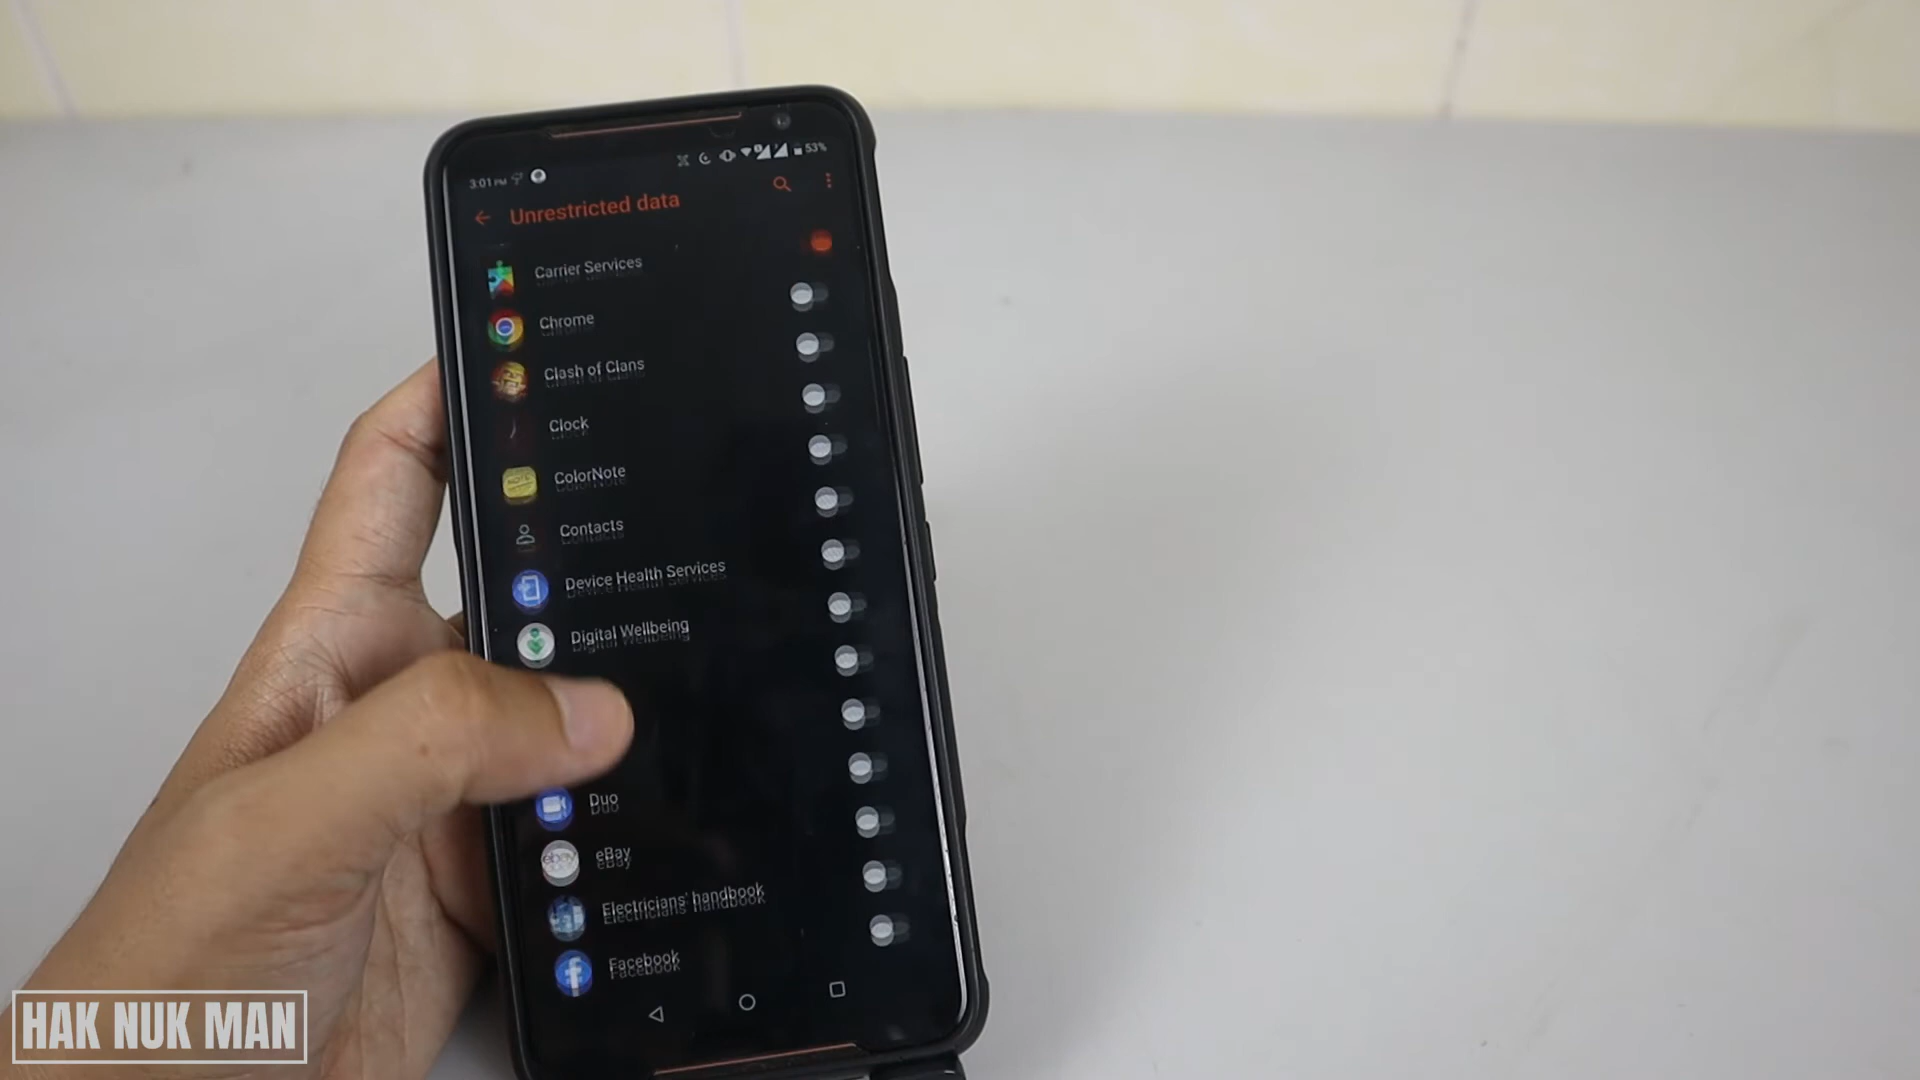 3:01 PM
53%
Unrestricted data
Carrier Services
Chrome
Clash of Clans
Clock
ColorNote
Contacts
Device Health Services
Digital Wellbeing
Duo
eBay
Electricians' handbook
Facebook
HAK NUK MAN